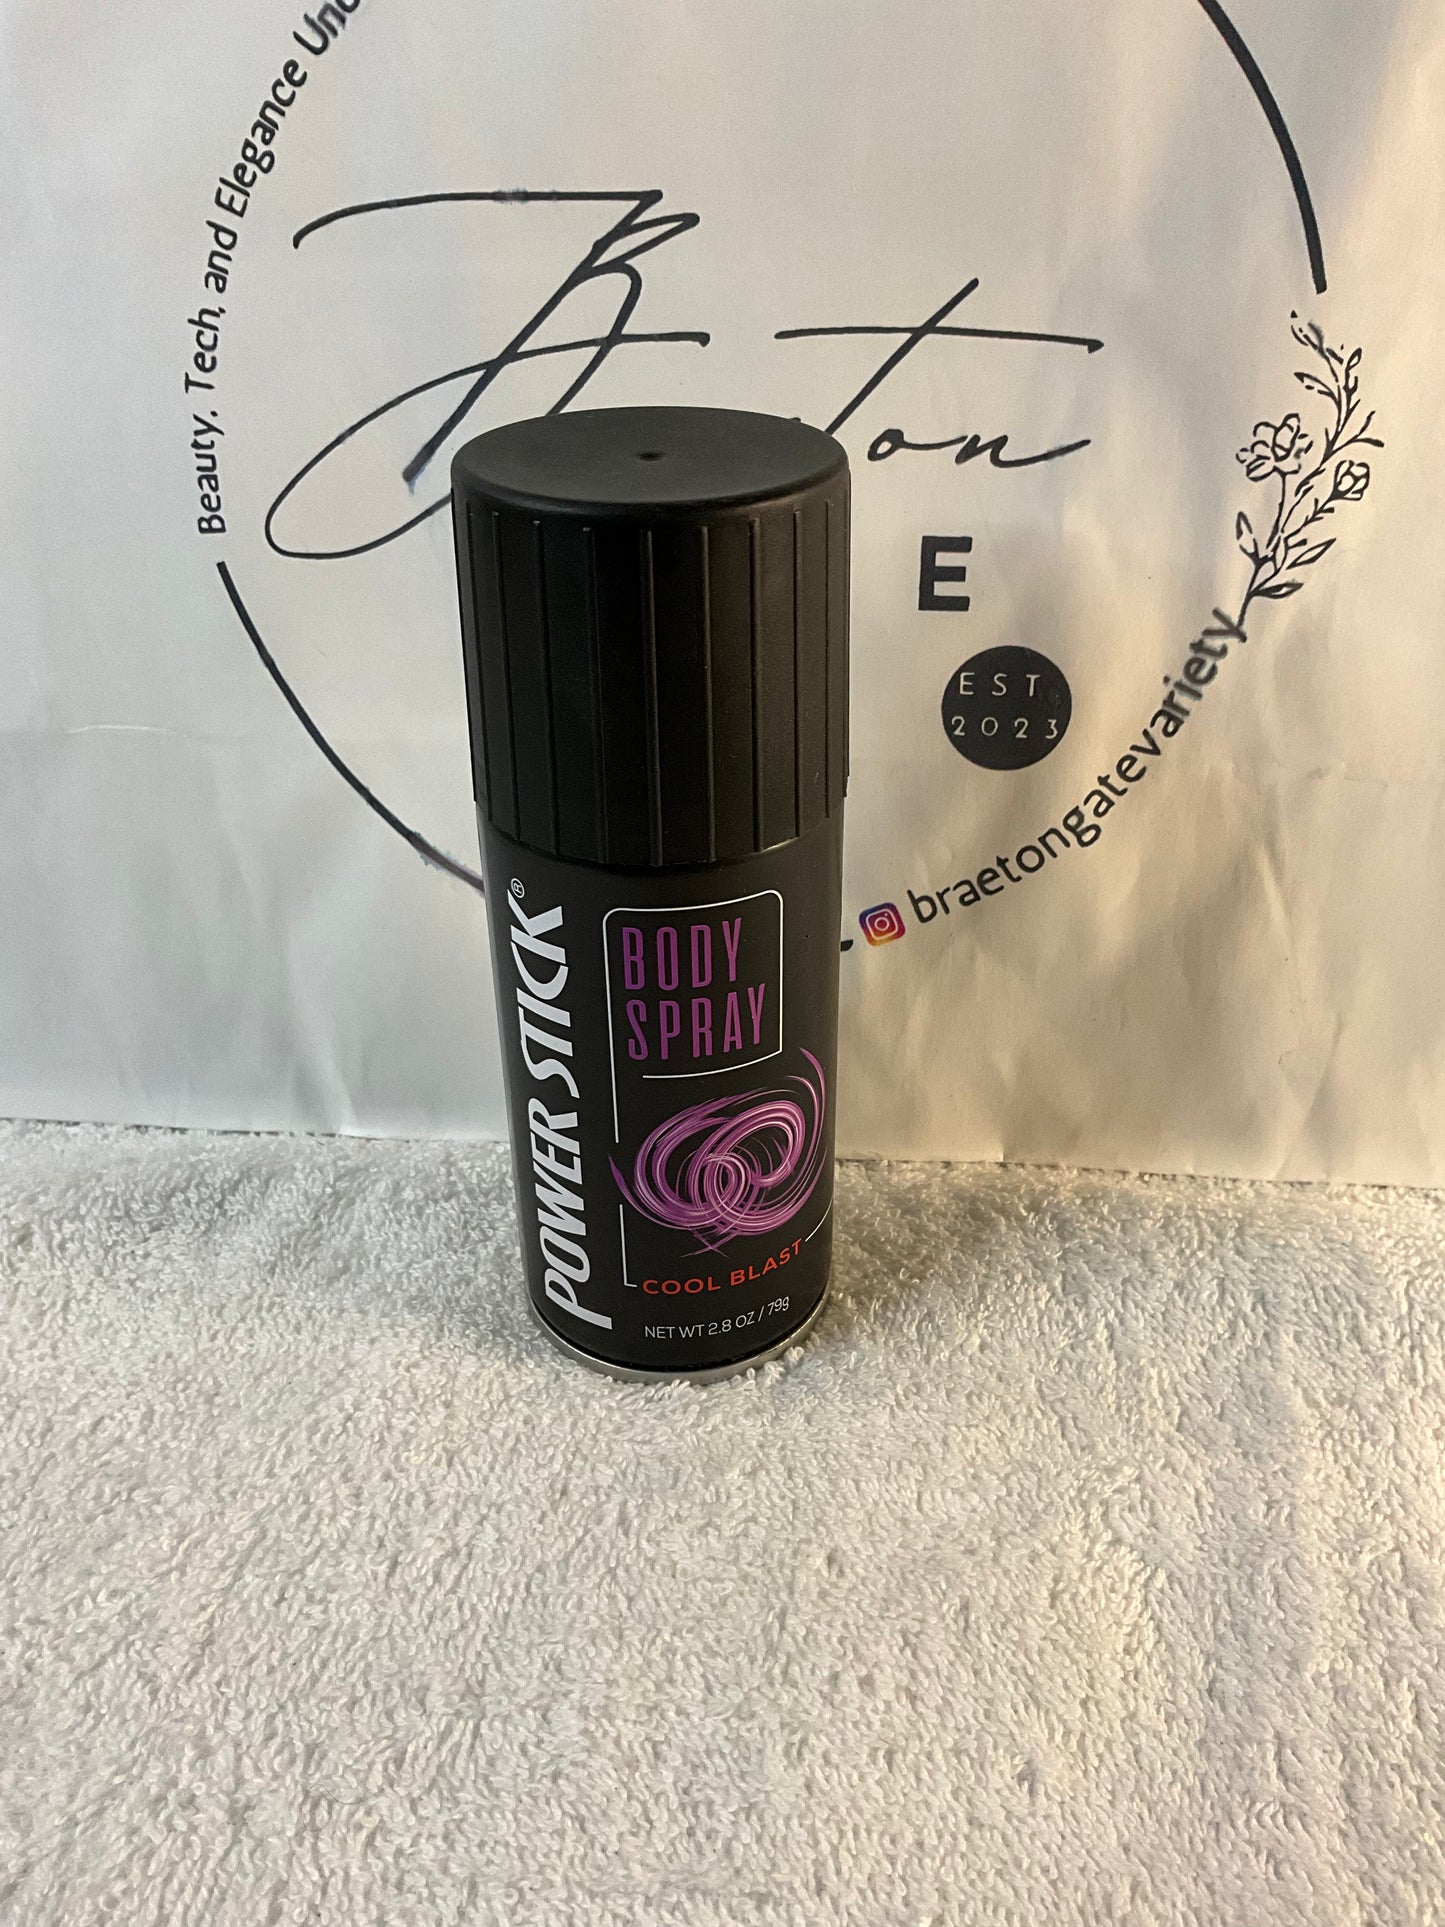 Beauty, Tech, and Elegance
E
EST
2023
braetongatevariety
POWER STICK®
BODY
SPRAY
COOL BLAST
NET WT 2.8 OZ / 79g